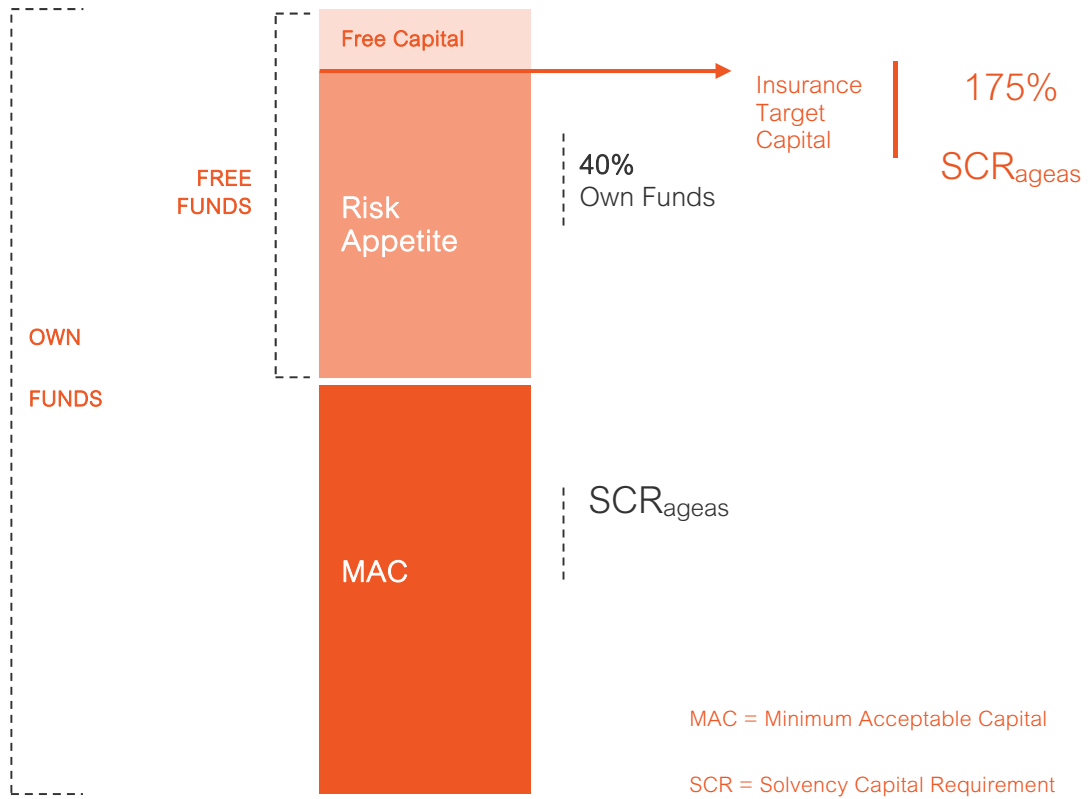 Free Capital
Insurance
Target
Capital
175%
SCRageas
FREE
FUNDS
40%
Own Funds
Risk
Appetite
OWN
FUNDS
SCRageas
MAC
MAC = Minimum Acceptable Capital
SCR = Solvency Capital Requirement